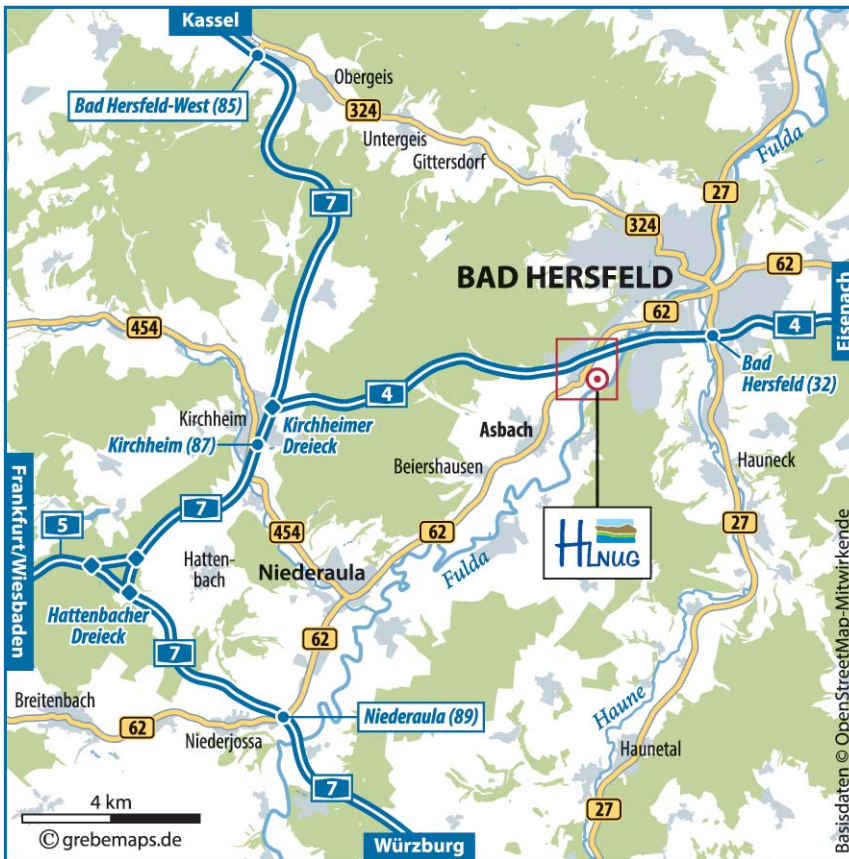 Kassel
Obergeis
Bad Hersfeld-West (85)
324
Untergeis
Gittersdorf
Fulda
7
27
324
BAD HERSFELD
62
62
Eisenach
4
454
Bad
Hersfeld (32)
4
Kirchheim
Kirchheimer
Dreieck
Kirchheim (87)
Asbach
Beiershausen
Hauneck
Frankfurt/Wiesbaden
7
5
454
62
27
HLNUG
Hatten-
bach
Niederaula
Fulda
Hattenbacher
Dreieck
62
7
Haune
Breitenbach
Niederaula (89)
62
Niederjossa
Haunetal
7
4 km
27
© grebemaps.de
Würzburg
Basisdaten © OpenStreetMap-Mitwirkende